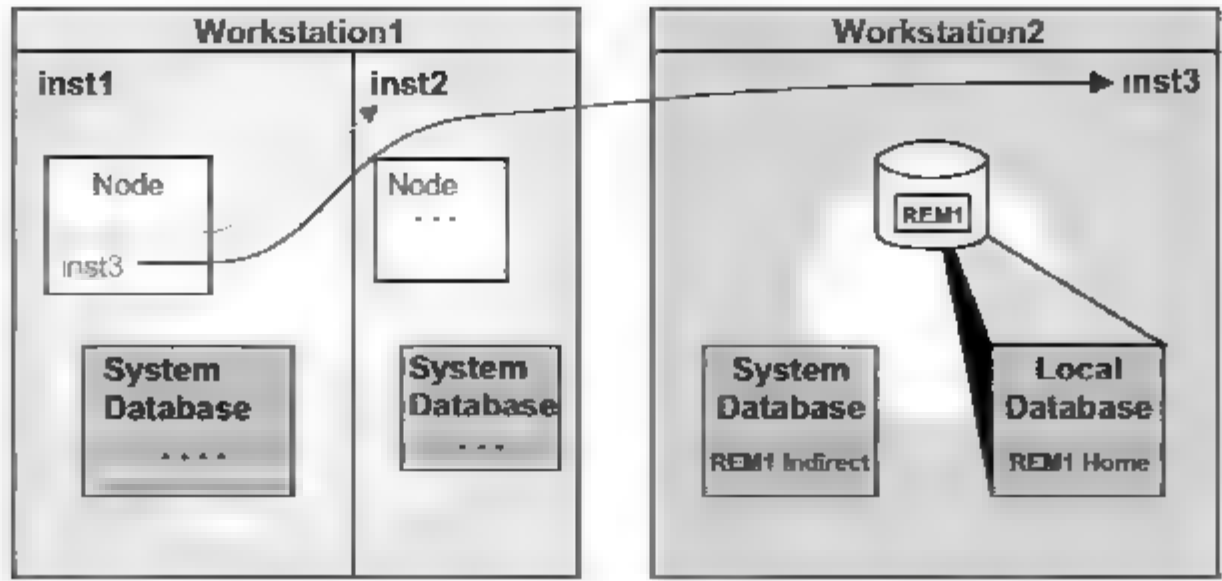 Workstation1
inst1
inst2
Node
inst3
Node
...
System
Database
....
System
Database
...
Workstation2
inst3
REM1
System
Database
REM1 Indirect
Local
Database
REM1 Home